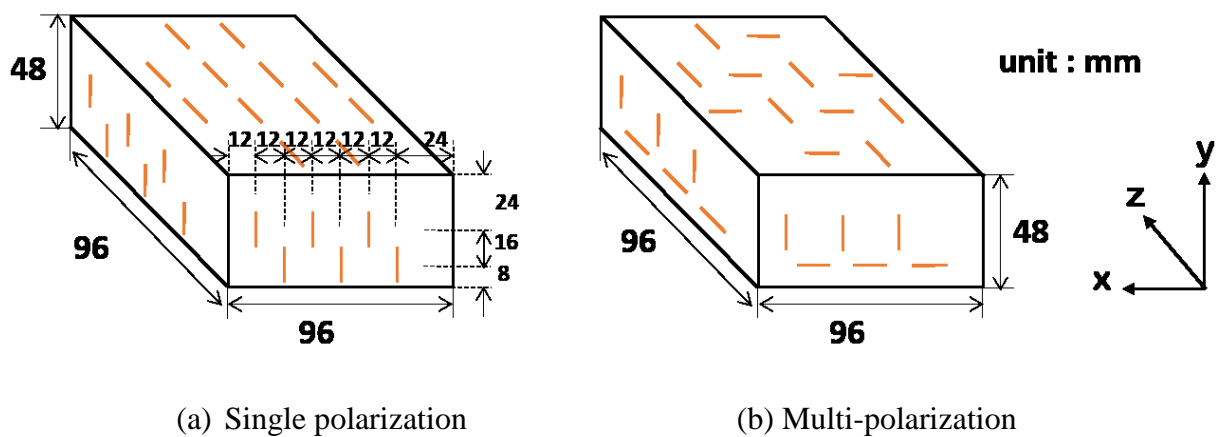 48
12 12 12 12 12 12 24
24
16
8
96
96
(a) Single polarization
unit : mm
48
96
96
y
z
x
(b) Multi-polarization